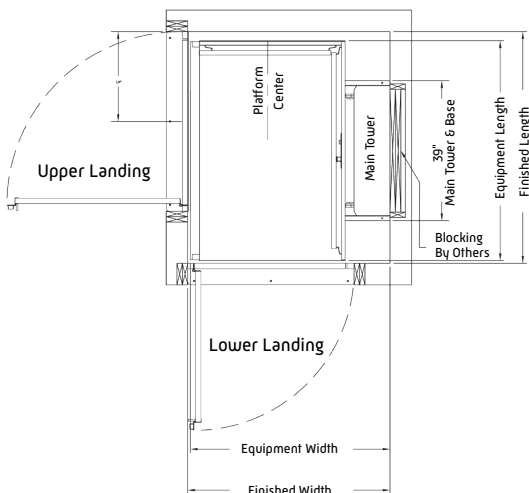 Upper Landing
Platform
Center
Main Tower
39"
Main Tower & Base
Equipment Length
Finished Length
Blocking
By Others
Lower Landing
Equipment Width
Finished Width